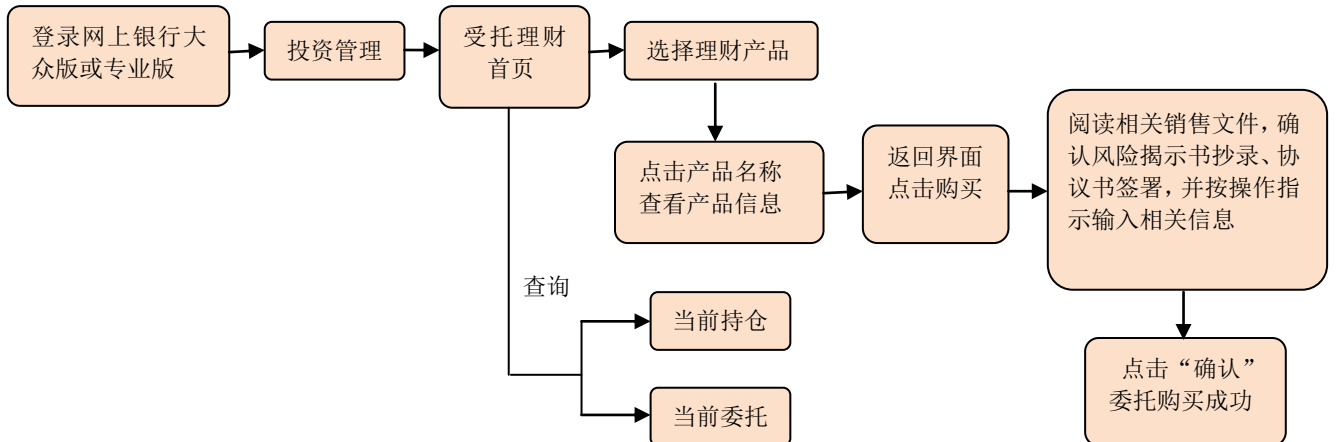 登录网上银行大
众版或专业版
投资管理
受托理财
首页
选择理财产品
点击产品名称
查看产品信息
返回界面
点击购买
阅读相关销售文件，确
认风险揭示书抄录、协
议书签署，并按操作指
示输入相关信息
点击“确认”
委托购买成功
查询
当前持仓
当前委托